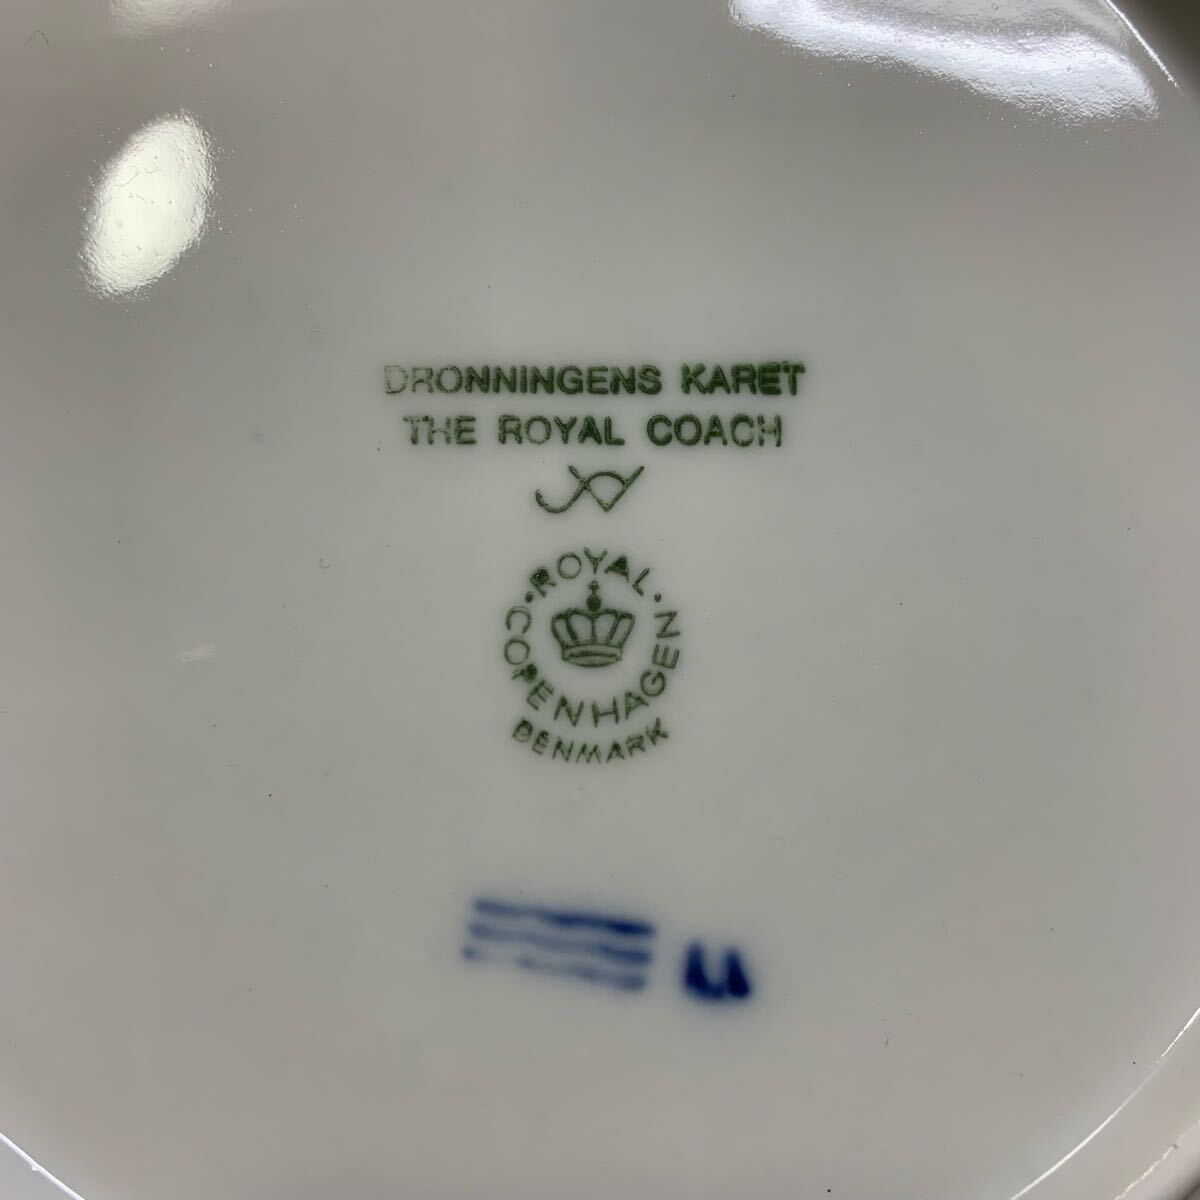 DRONNINGENS KARET
THE ROYAL COACH
· ROYAL ·
COPENHAGEN
DENMARK